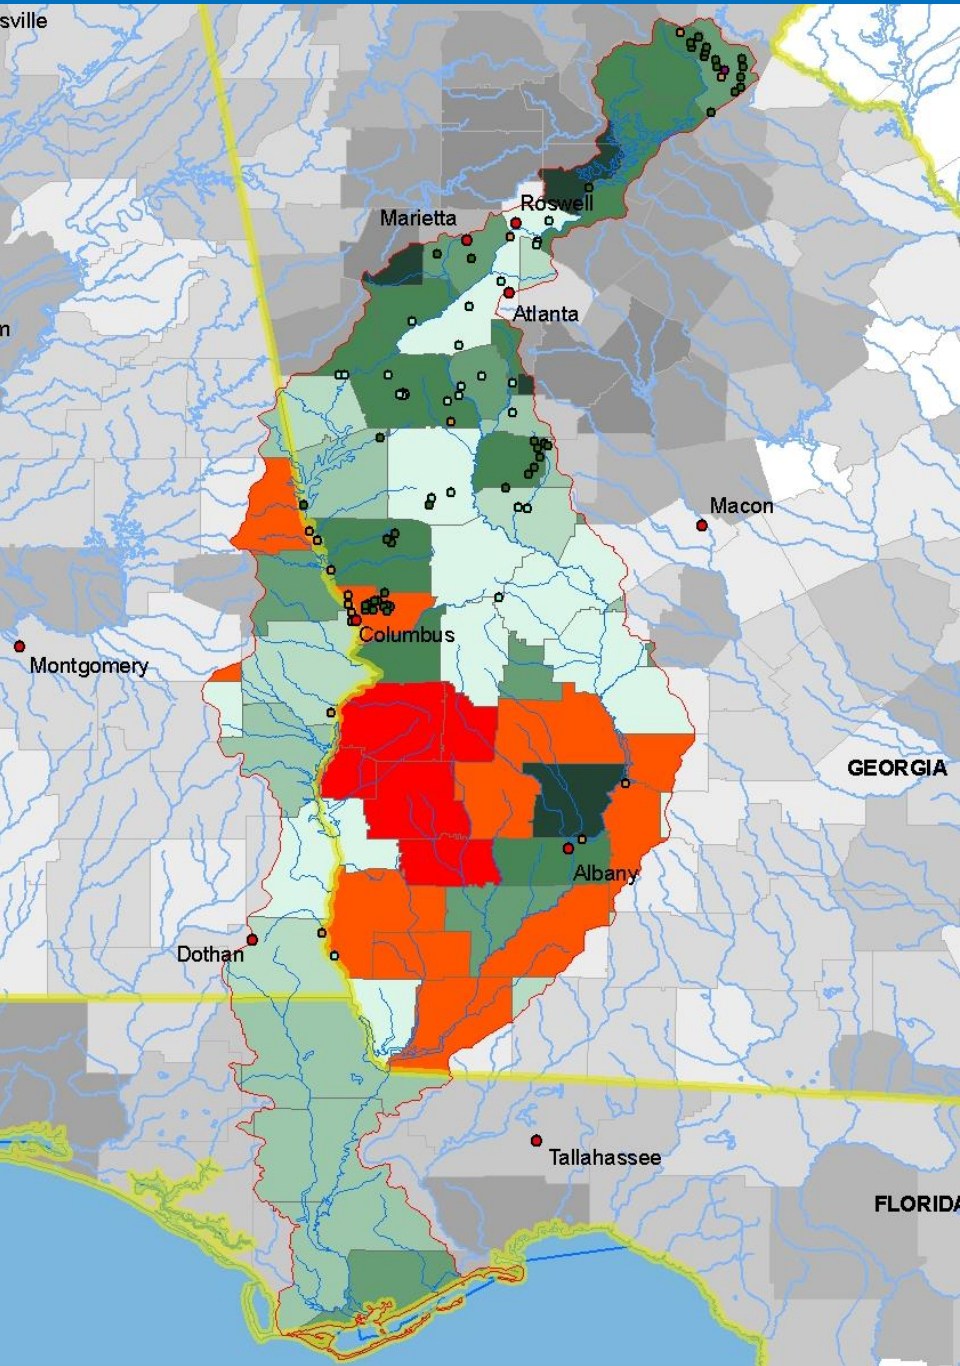 sville
Roswell
Marietta
Atlanta
Macon
Columbus
Montgomery
GEORGIA
Albany
Dothan
Tallahassee
FLORIDA